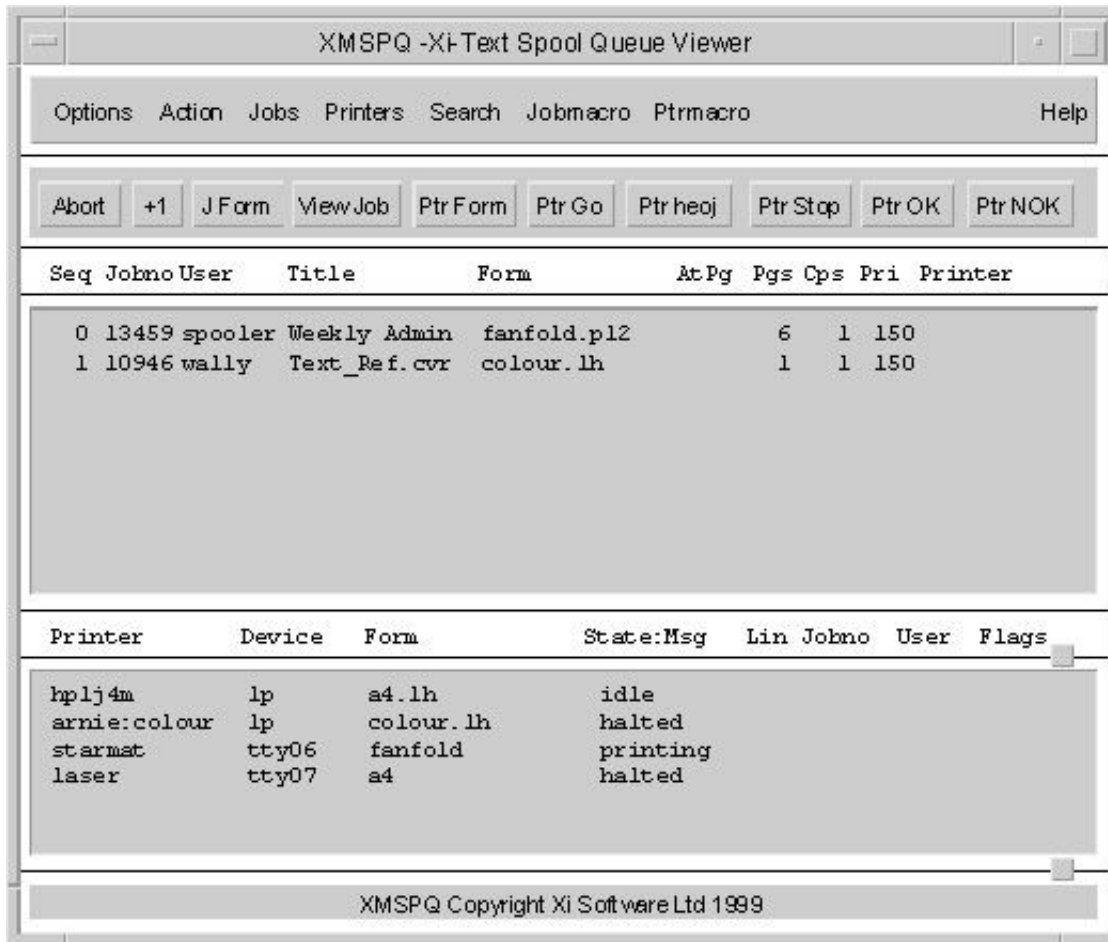 XMSPQ -Xi-Text Spool Queue Viewer
Options Action Jobs Printers Search Jobmacro Ptrmacro Help
Abort +1 J Form View Job Ptr Form Ptr Go Ptr heoj Ptr Stop Ptr OK Ptr NOK
Seq Jobno User Title Form AtPg Pgs Cps Pri Printer
0 13459 spooler Weekly Admin fanfold.pl2 6 1 150
1 10946 wally Text_Ref.cvr colour.lh 1 1 150
Printer Device Form State:Msg Lin Jobno User Flags
hplj4m lp a4.lh idle
arnie:colour lp colour.lh halted
starmat tty06 fanfold printing
laser tty07 a4 halted
XMSPQ Copyright Xi Software Ltd 1999